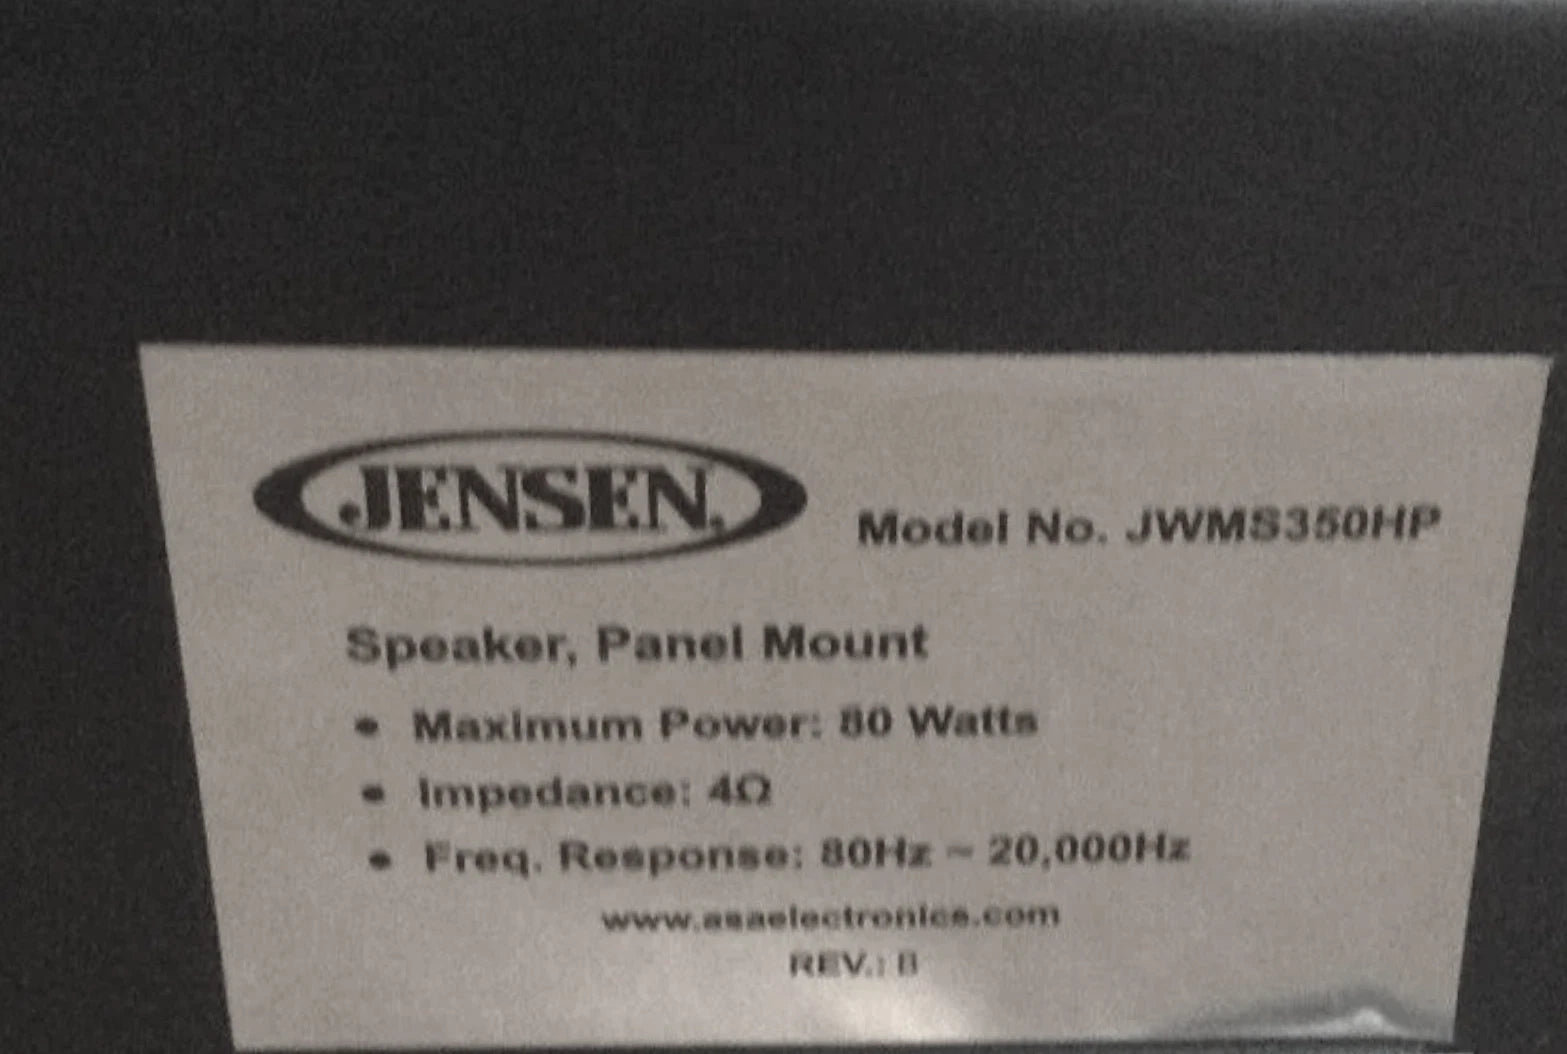 JENSEN
Model No. JWMS350HP
Speaker, Panel Mount
• Maximum Power: 80 Watts
• Impedance: 4Ω
• Freq. Response: 80Hz ~ 20,000Hz
www.asaelectronics.com
REV.: B